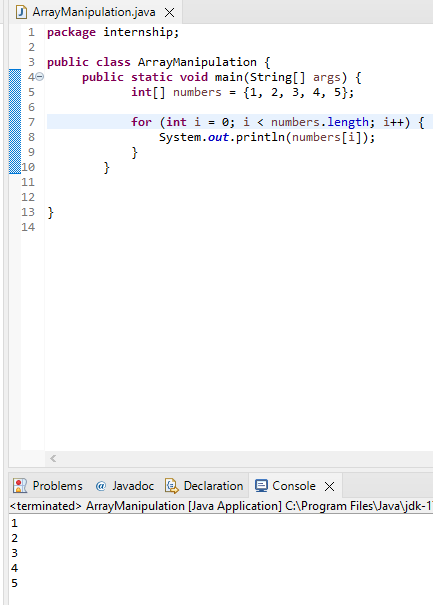 ArrayManipulation.java
1 package internship;
2
3 public class ArrayManipulation {
4 public static void main(String[] args) {
5 int[] numbers = {1, 2, 3, 4, 5};
6
7 for (int i = 0; i < numbers.length; i++) {
8 System.out.println(numbers[i]);
9 }
10 }
11
12
13 }
14
Problems @ Javadoc Declaration Console
<terminated> ArrayManipulation [Java Application] C:\Program Files\Java\jdk-1
1
2
3
4
5